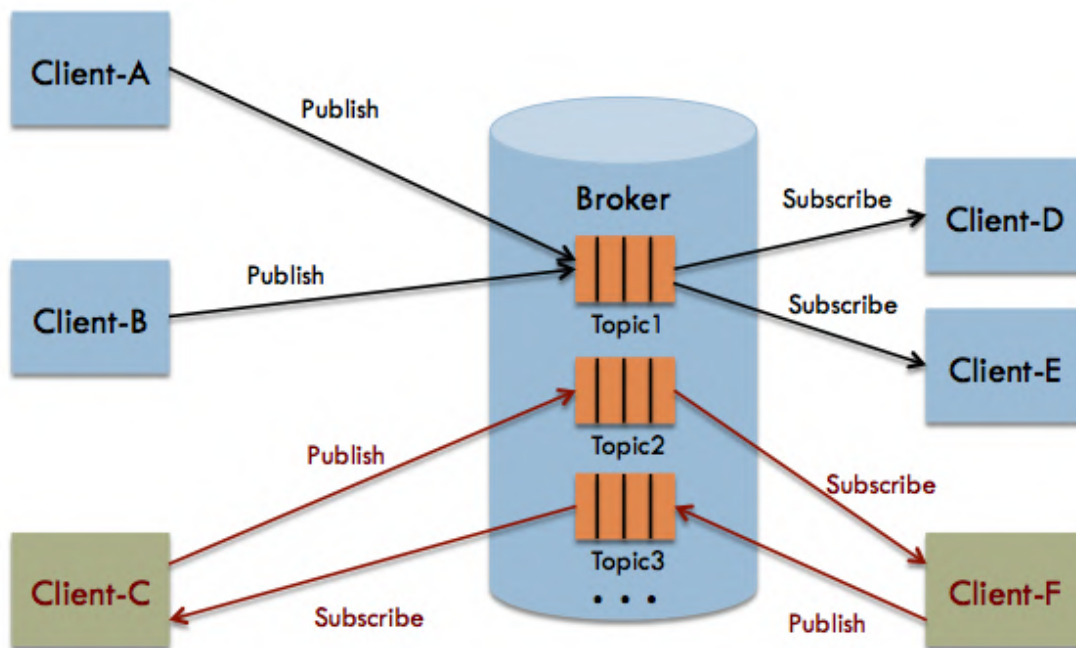 Client-A
Publish
Broker
Subscribe
Client-D
Publish
Client-B
Topic1
Subscribe
Client-E
Publish
Topic2
Subscribe
Client-C
Topic3
Client-F
Subscribe
• • •
Publish